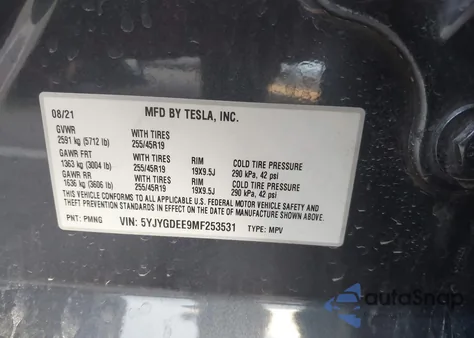 08/21 MFD BY TESLA, INC.
GVWR WITH TIRES
2591 kg (5712 lb) 255/45R19
GAWR FRT WITH TIRES RIM COLD TIRE PRESSURE
1363 kg (3004 lb) 255/45R19 19X9.5J 290 kPa, 42 psi
GAWR RR WITH TIRES RIM COLD TIRE PRESSURE
1636 kg (3606 lb) 255/45R19 19X9.5J 290 kPa, 42 psi
THIS VEHICLE CONFORMS TO ALL APPLICABLE U.S. FEDERAL MOTOR VEHICLE SAFETY AND
THEFT PREVENTION STANDARDS IN EFFECT ON THE DATE OF MANUFACTURE SHOWN ABOVE.
PNT: PMNG VIN: 5YJYGDEE9MF253531 TYPE: MPV
autoSnap